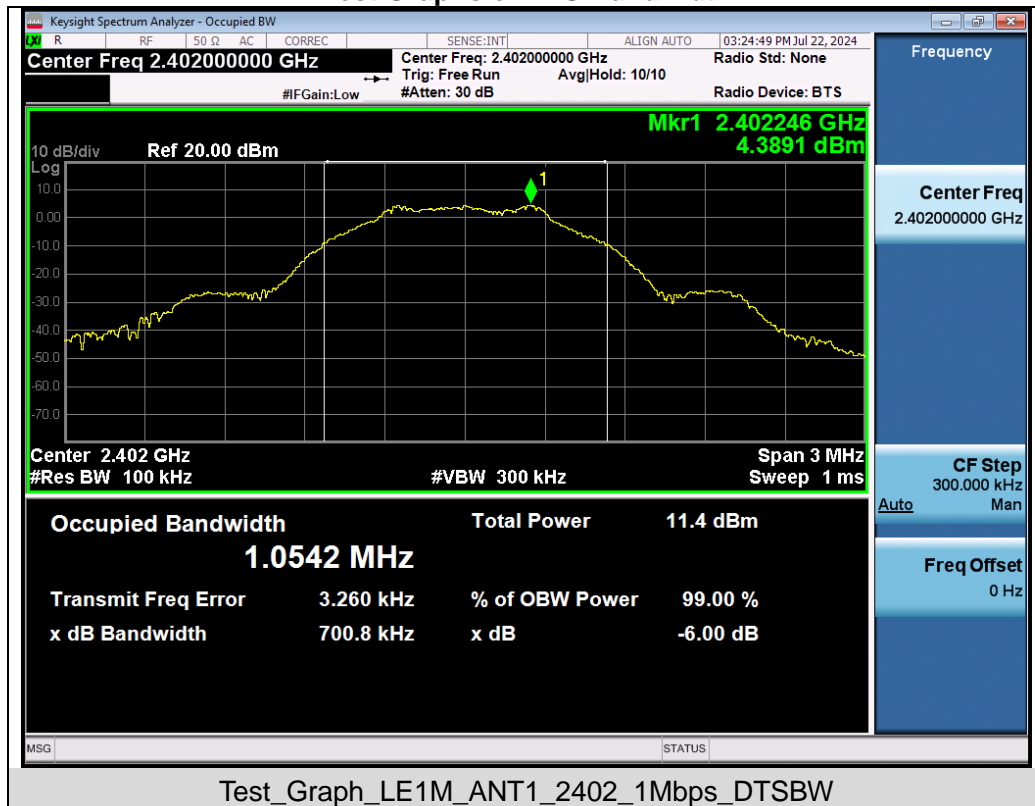 Keysight Spectrum Analyzer - Occupied BW
LXI R RF 50 Ω AC CORREC SENSE:INT ALIGN AUTO 03:24:49 PM Jul 22, 2024
Center Freq 2.402000000 GHz
Center Freq: 2.402000000 GHz
Radio Std: None
Trig: Free Run Avg|Hold: 10/10
#IFGain:Low
#Atten: 30 dB
Radio Device: BTS
Frequency
Mkr1 2.402246 GHz
4.3891 dBm
10 dB/div Ref 20.00 dBm
Log
1
10.0
0.00
-10.0
-20.0
-30.0
-40.0
-50.0
-60.0
-70.0
Center 2.402 GHz
Span 3 MHz
#Res BW 100 kHz
#VBW 300 kHz
Sweep 1 ms
Center Freq
2.402000000 GHz
CF Step
300.000 kHz
Auto Man
Freq Offset
0 Hz
Occupied Bandwidth
1.0542 MHz
Total Power 11.4 dBm
Transmit Freq Error 3.260 kHz
% of OBW Power 99.00 %
x dB Bandwidth 700.8 kHz
x dB -6.00 dB
MSG
STATUS
Test_Graph_LE1M_ANT1_2402_1Mbps_DTSBW